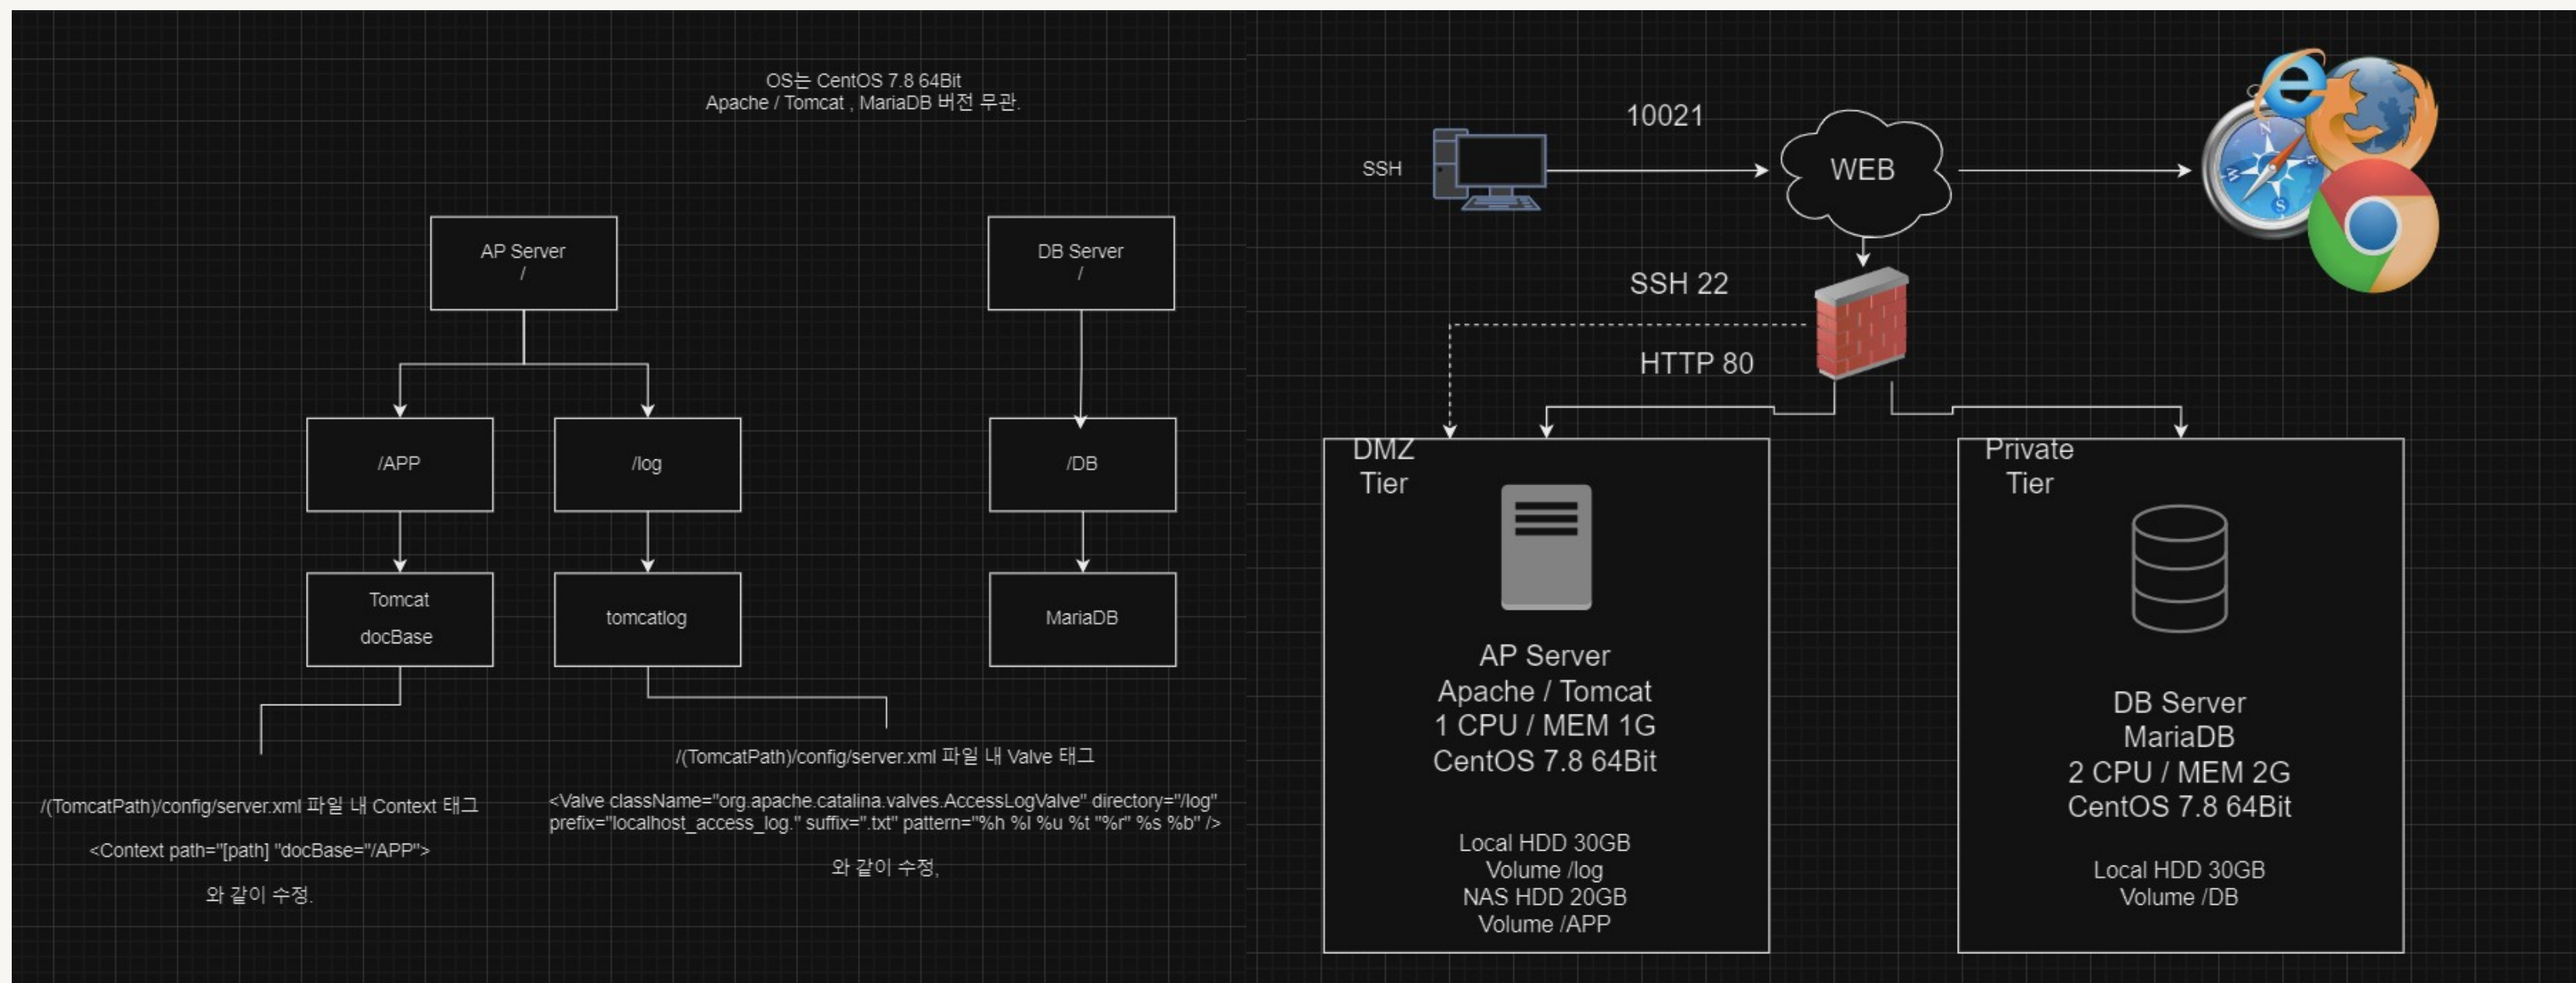 OS는 CentOS 7.8 64Bit
Apache / Tomcat , MariaDB 버전 무관.
AP Server
/
DB Server
/
/APP
/log
/DB
Tomcat
docBase
tomcatlog
MariaDB
/(TomcatPath)/config/server.xml 파일 내 Context 태그
<Context path="[path] "docBase="/APP">
와 같이 수정.
/(TomcatPath)/config/server.xml 파일 내 Valve 태그
<Valve className="org.apache.catalina.valves.AccessLogValve" directory="/log"
prefix="localhost_access_log." suffix=".txt" pattern="%h %l %u %t "%r" %s %b" />
와 같이 수정,
SSH
10021
WEB
SSH 22
HTTP 80
DMZ
Tier
AP Server
Apache / Tomcat
1 CPU / MEM 1G
CentOS 7.8 64Bit
Local HDD 30GB
Volume /log
NAS HDD 20GB
Volume /APP
Private
Tier
DB Server
MariaDB
2 CPU / MEM 2G
CentOS 7.8 64Bit
Local HDD 30GB
Volume /DB